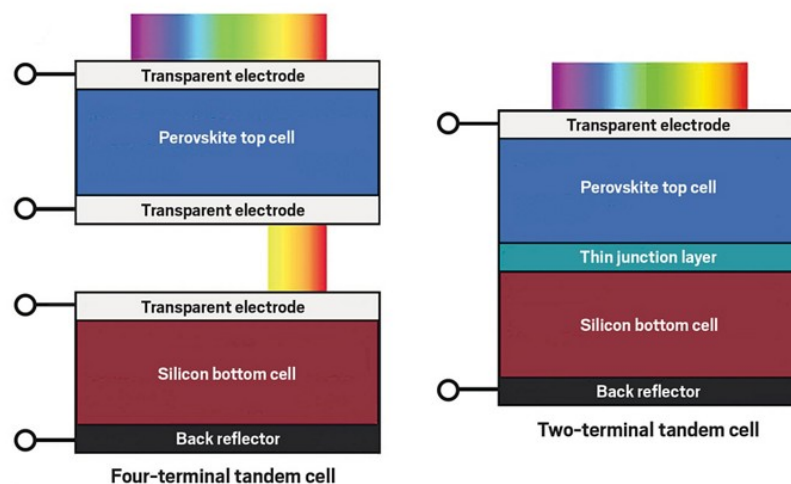 Transparent electrode
Perovskite top cell
Transparent electrode
Transparent electrode
Silicon bottom cell
Back reflector
Four-terminal tandem cell
Transparent electrode
Perovskite top cell
Thin junction layer
Silicon bottom cell
Back reflector
Two-terminal tandem cell